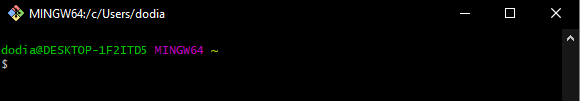 MINGW64:/c/Users/dodia
dodia@DESKTOP-1F2ITD5 MINGW64 ~
$